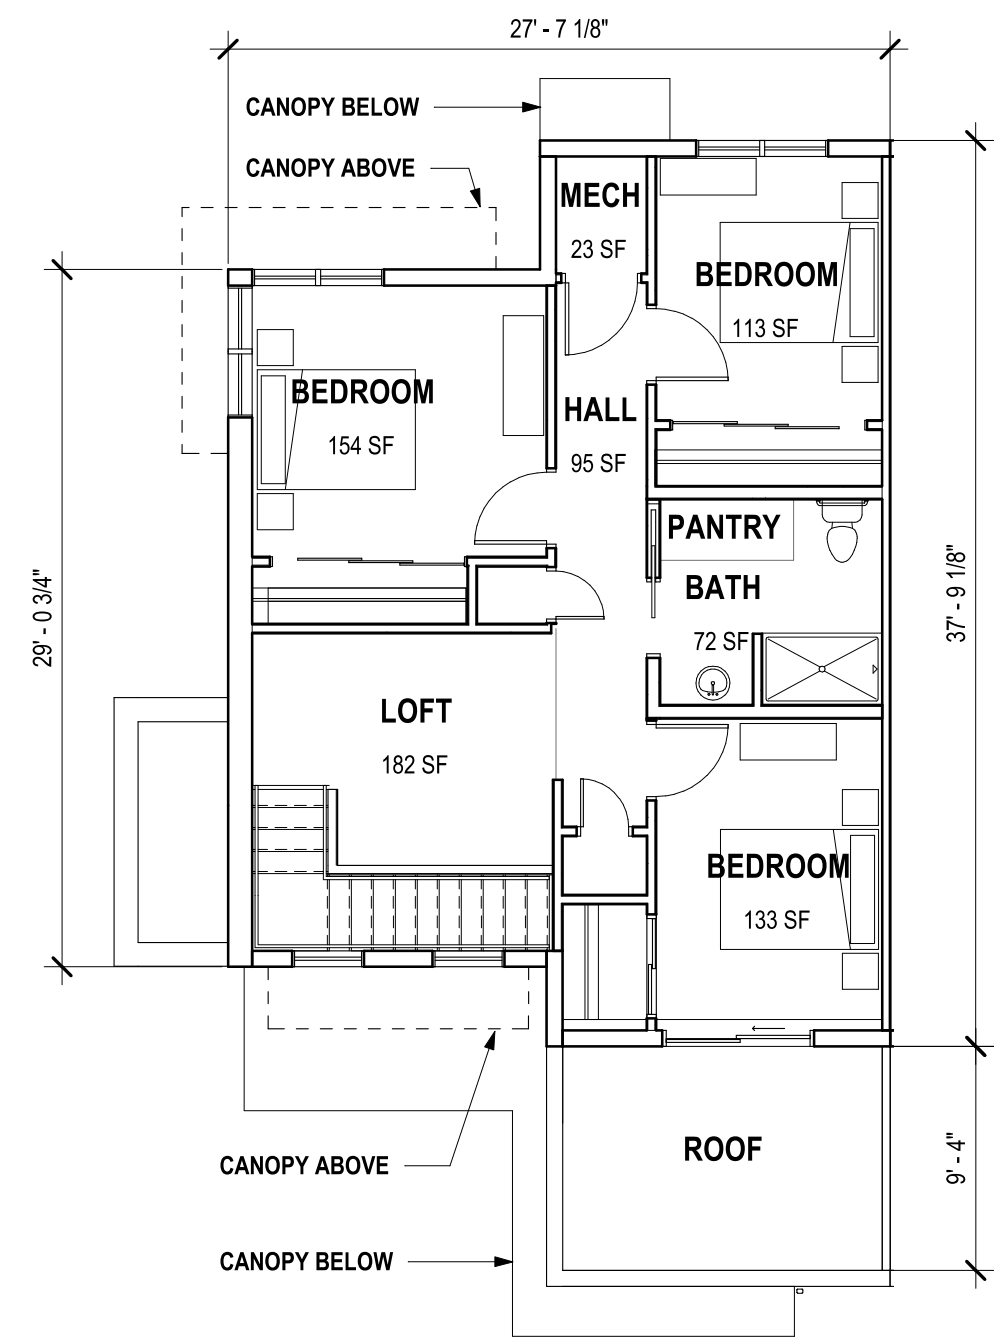 27' - 7 1/8"
CANOPY BELOW
CANOPY ABOVE
MECH
23 SF
BEDROOM
113 SF
BEDROOM
154 SF
HALL
95 SF
PANTRY
BATH
72 SF
29' - 0 3/4"
37' - 9 1/8"
LOFT
182 SF
BEDROOM
133 SF
ROOF
9' - 4"
CANOPY ABOVE
CANOPY BELOW